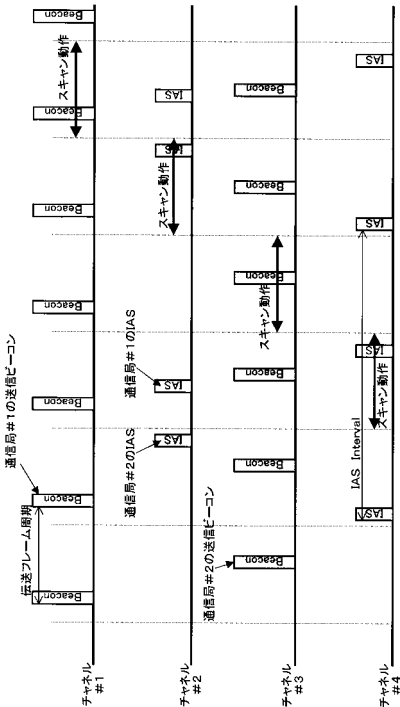 通信局#1の送信ビーコン
伝送フレーム周期
スキャン動作
Beacon
Beacon
Beacon
Beacon
Beacon
Beacon
Beacon
チャネル
#1
通信局#2のIAS
通信局#1のIAS
スキャン動作
IAS
IAS
IAS
IAS
チャネル
#2
通信局#2の送信ビーコン
スキャン動作
Beacon
Beacon
Beacon
Beacon
Beacon
Beacon
チャネル
#3
IAS Interval
スキャン動作
IAS
IAS
IAS
IAS
チャネル
#4